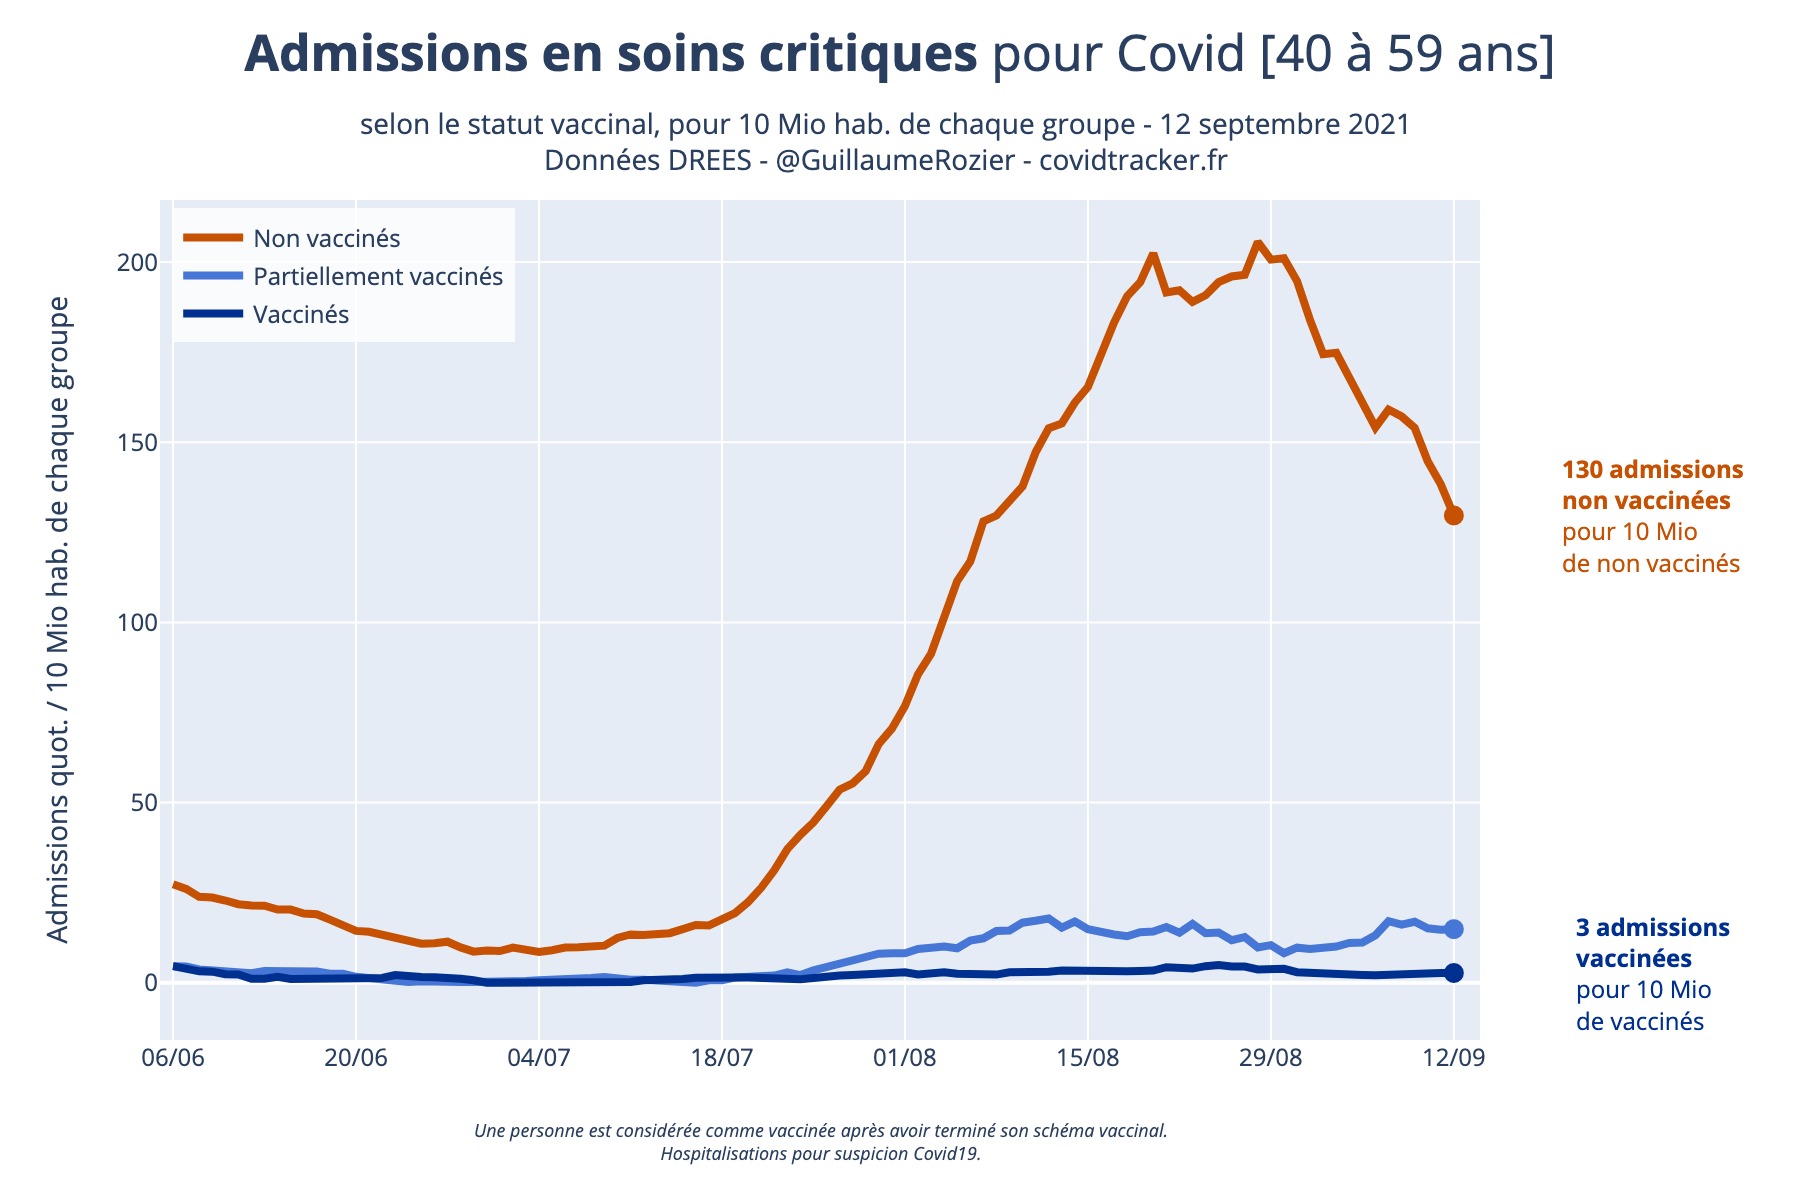 Admissions en soins critiques pour Covid [40 à 59 ans]
selon le statut vaccinal, pour 10 Mio hab. de chaque groupe - 12 septembre 2021
Données DREES - @GuillaumeRozier - covidtracker.fr
Non vaccinés
Partiellement vaccinés
Vaccinés
Admissions quot. / 10 Mio hab. de chaque groupe
200
150
100
50
0
06/06
20/06
04/07
18/07
01/08
15/08
29/08
12/09
130 admissions
non vaccinées
pour 10 Mio
de non vaccinés
3 admissions
vaccinées
pour 10 Mio
de vaccinés
Une personne est considérée comme vaccinée après avoir terminé son schéma vaccinal.
Hospitalisations pour suspicion Covid19.